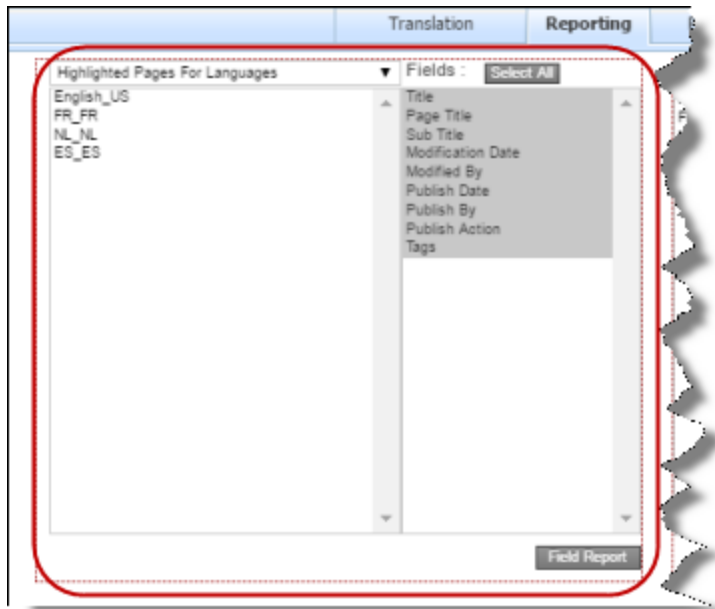 Translation Reporting
Highlighted Pages For Languages ▼ Fields : Select All
English_US
FR_FR
NL_NL
ES_ES
Title
Page Title
Sub Title
Modification Date
Modified By
Publish Date
Publish By
Publish Action
Tags
Field Report